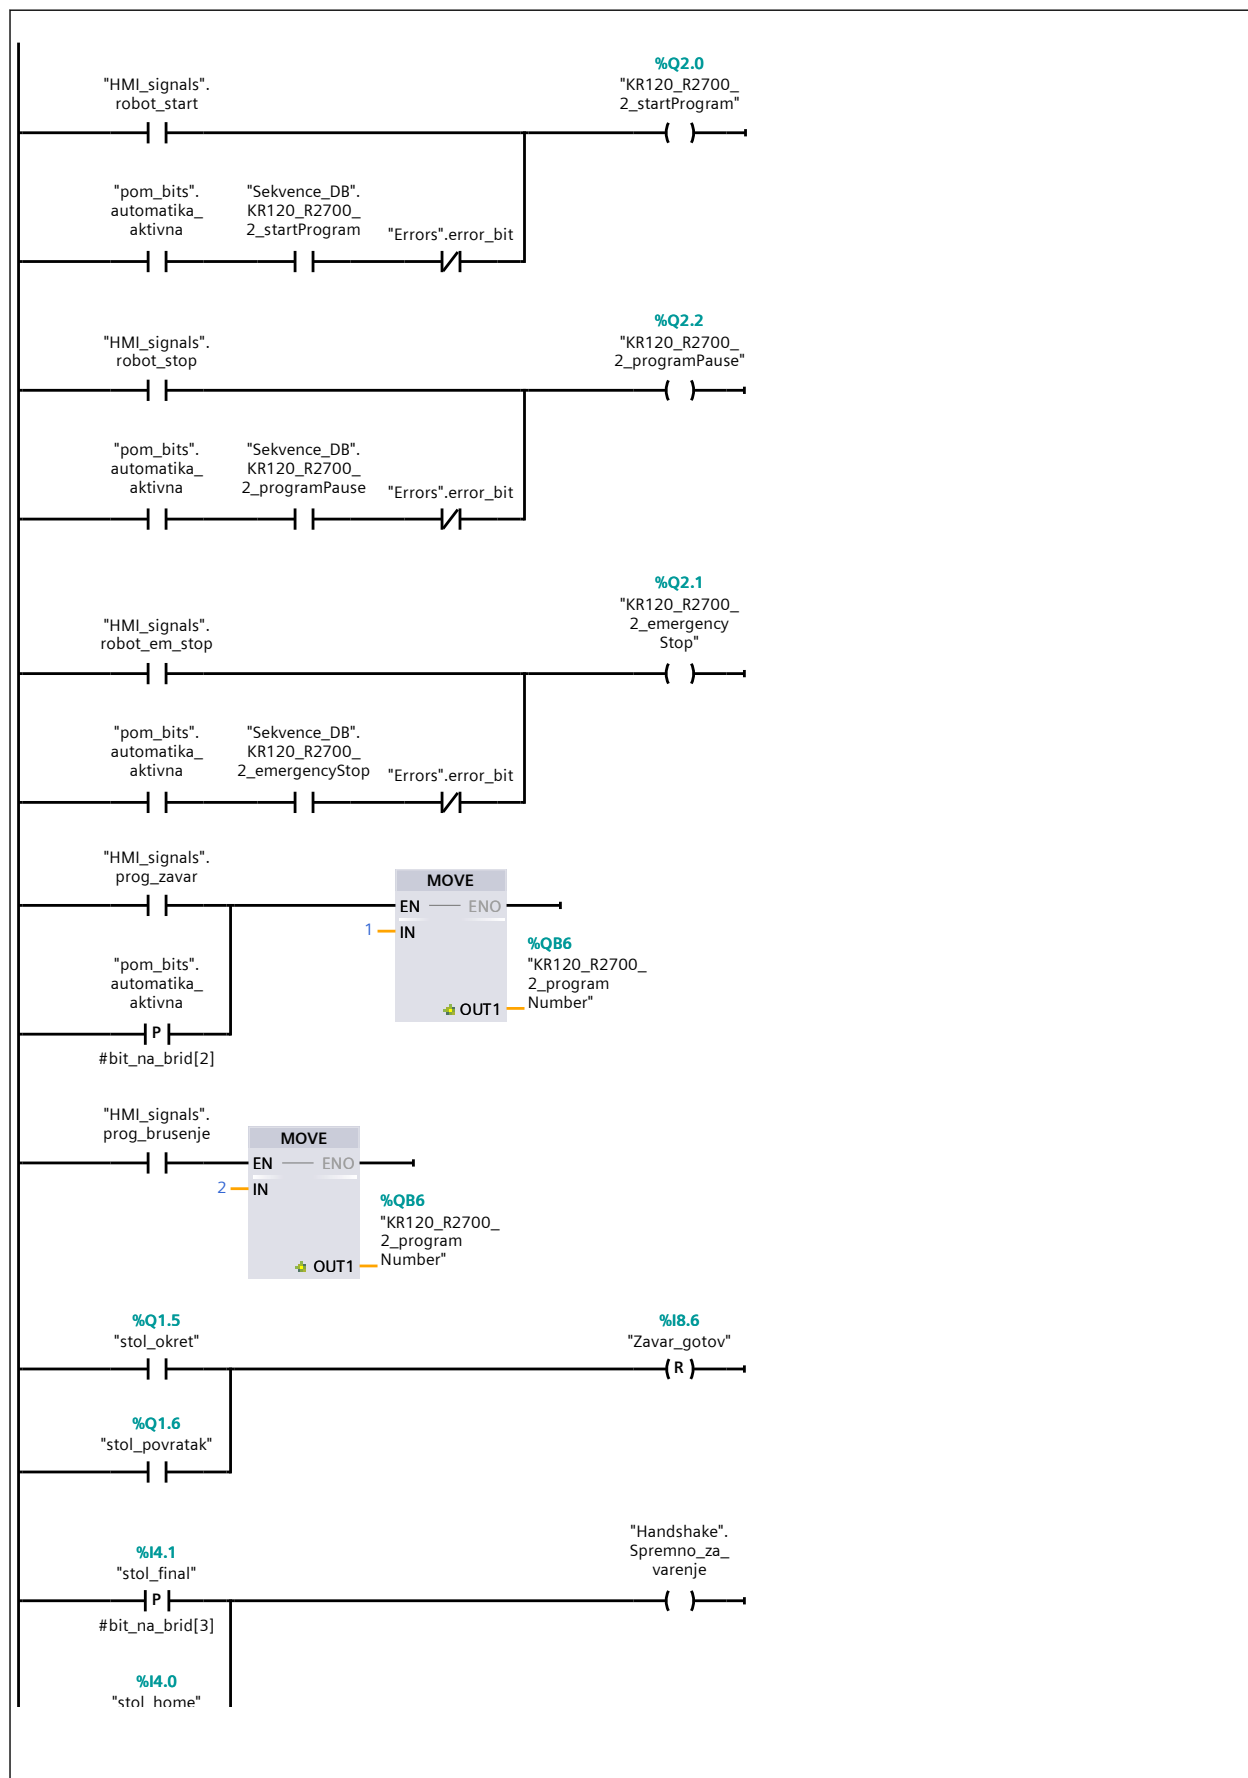 %Q2.0
"HMI_signals".
robot_start
"KR120_R2700_
2_startProgram"
"pom_bits".
automatika_
aktivna
"Sekvence_DB".
KR120_R2700_
2_startProgram
"Errors".error_bit
%Q2.2
"HMI_signals".
robot_stop
"KR120_R2700_
2_programPause"
"pom_bits".
automatika_
aktivna
"Sekvence_DB".
KR120_R2700_
2_programPause
"Errors".error_bit
%Q2.1
"KR120_R2700_
2_emergency
Stop"
"HMI_signals".
robot_em_stop
"pom_bits".
automatika_
aktivna
"Sekvence_DB".
KR120_R2700_
2_emergencyStop
"Errors".error_bit
"HMI_signals".
prog_zavar
MOVE
EN
ENO
1
IN
%QB6
"KR120_R2700_
2_program
Number"
OUT1
"pom_bits".
automatika_
aktivna
P
#bit_na_brid[2]
"HMI_signals".
prog_brusenje
MOVE
EN
ENO
2
IN
%QB6
"KR120_R2700_
2_program
Number"
OUT1
%Q1.5
"stol_okret"
%I8.6
"Zavar_gotov"
R
%Q1.6
"stol_povratak"
"Handshake".
Spremno_za_
varenje
%I4.1
"stol_final"
P
#bit_na_brid[3]
%I4.0
"stol_home"